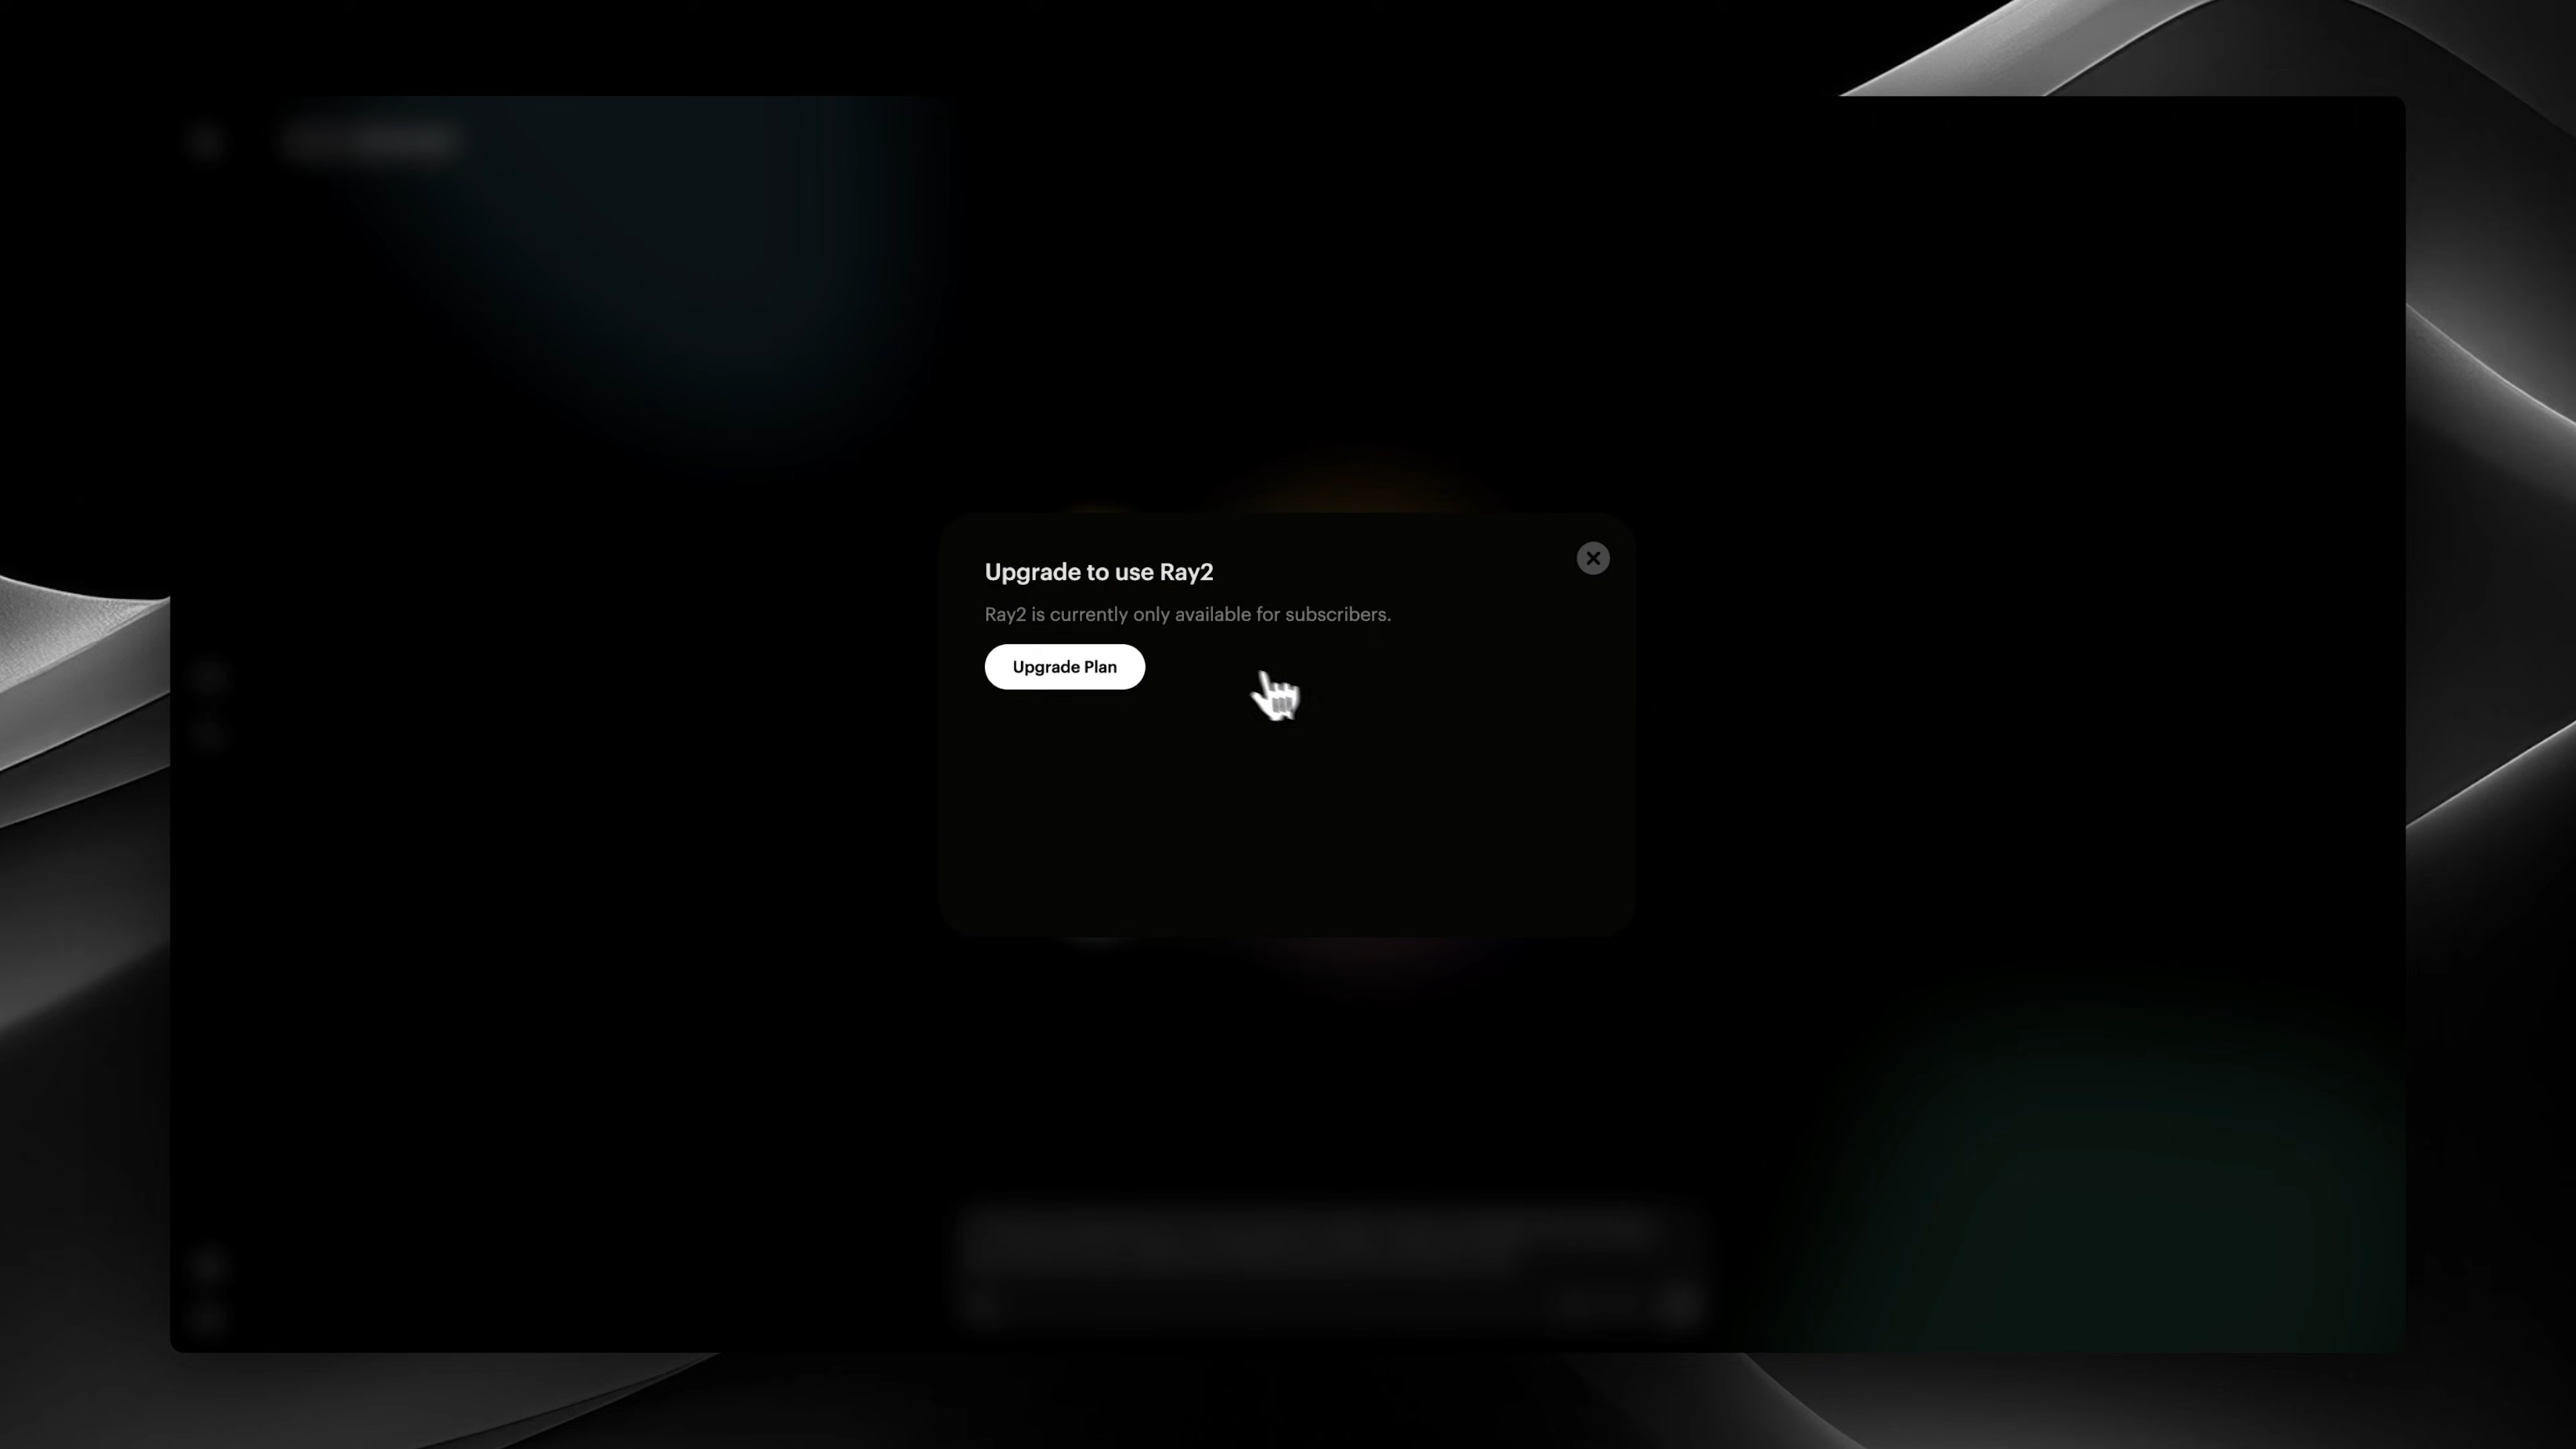 Upgrade to use Ray2
Ray2 is currently only available for subscribers.
Upgrade Plan